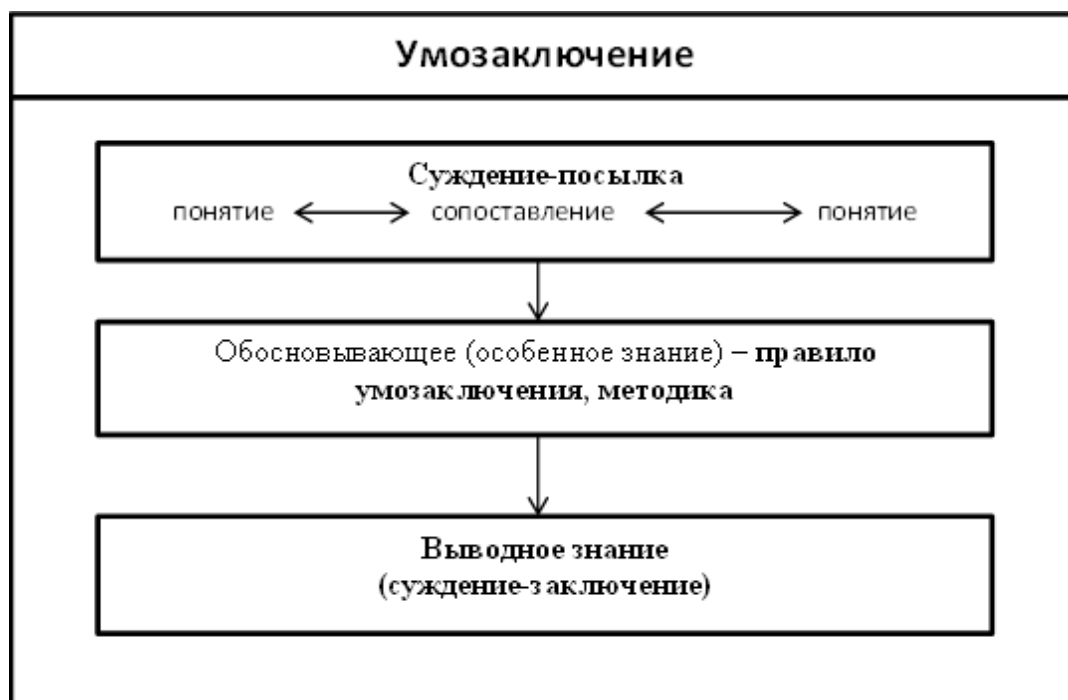 Умозаключение
Суждение-посылка
понятие сопоставление понятие
Обосновывающее (особенное знание) – правило
умозаключения, методика
Выводное знание
(суждение-заключение)